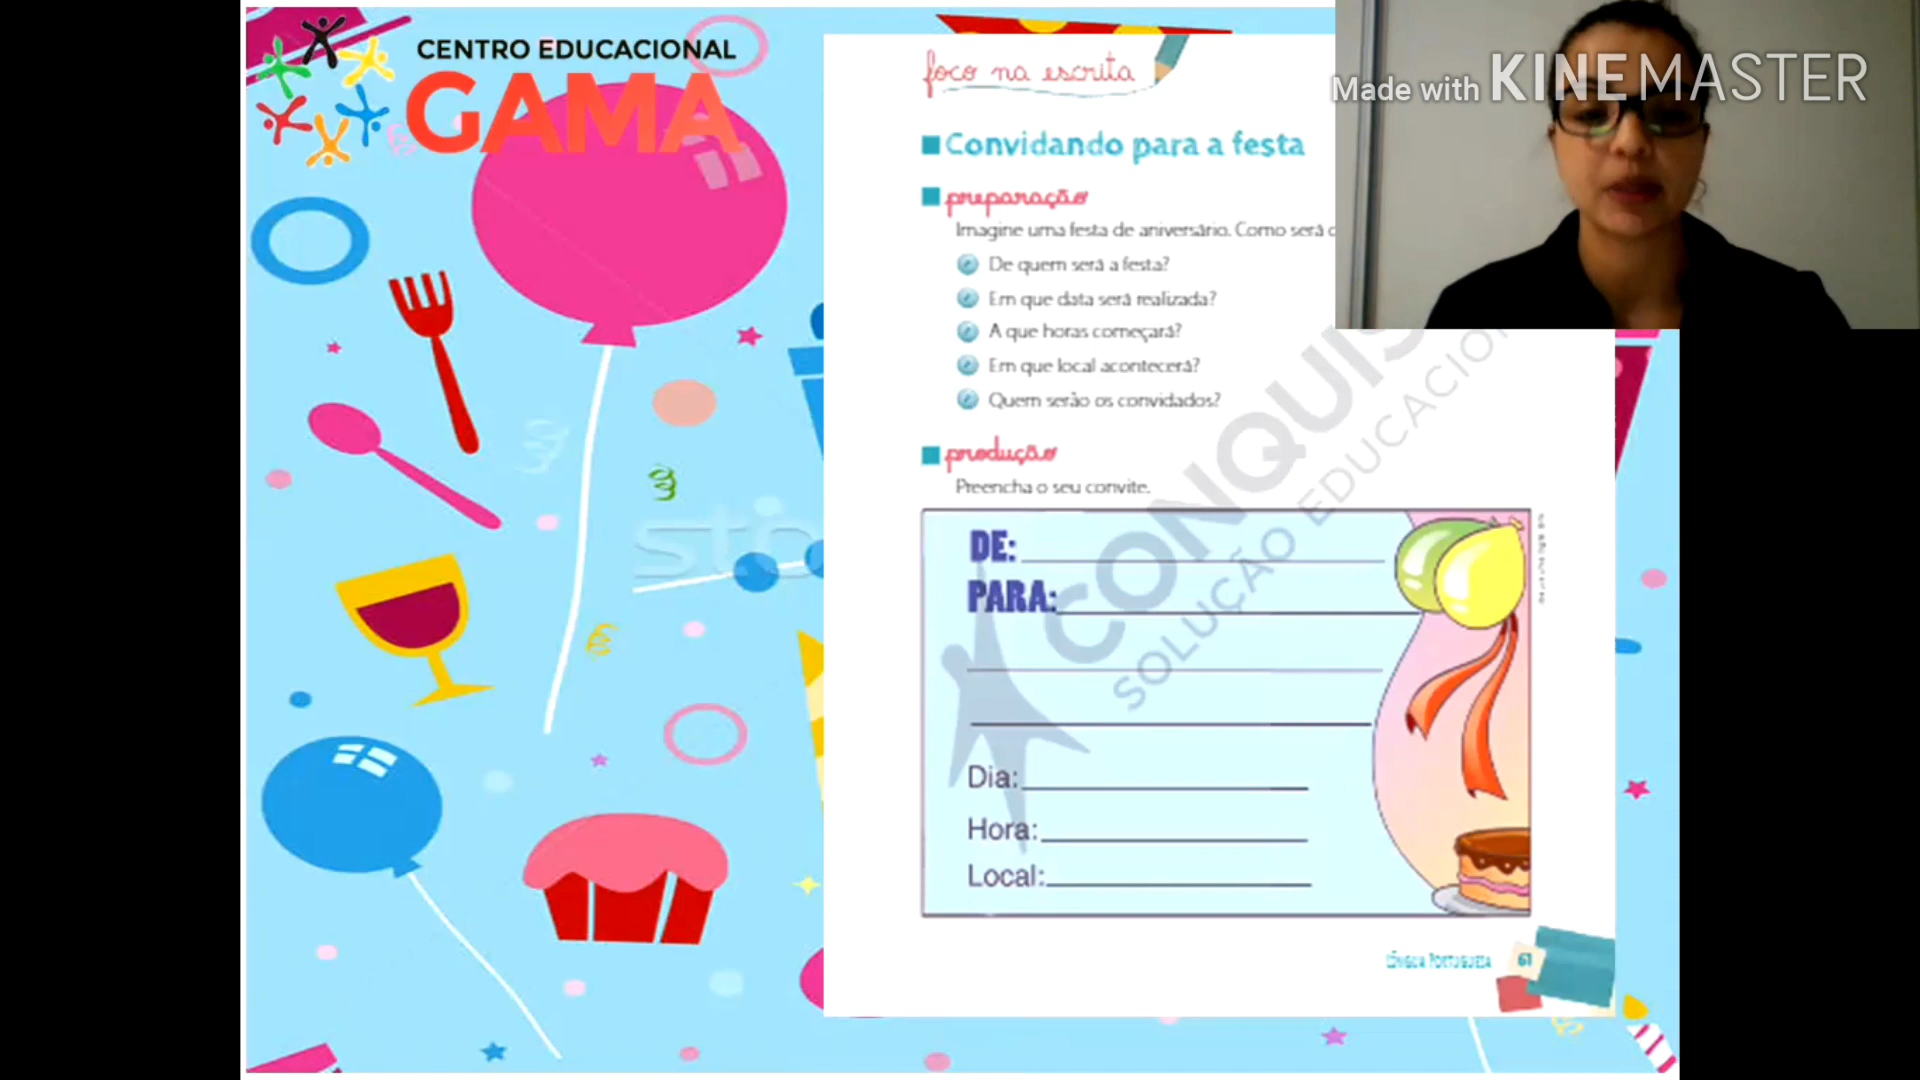 CENTRO EDUCACIONAL
GAMA
foco na escrita
Made with KINEMASTER
Convidando para a festa
preparação
Imagine uma festa de aniversário. Como será
De quem será a festa?
Em que data será realizada?
A que horas começará?
Em que local acontecerá?
Quem serão os convidados?
produção
Preencha o seu convite.
DE:
PARA:
Dia:
Hora:
Local:
CONQUIS
SOLUÇÃO EDUCACION
LÍNGUA PORTUGUESA 61